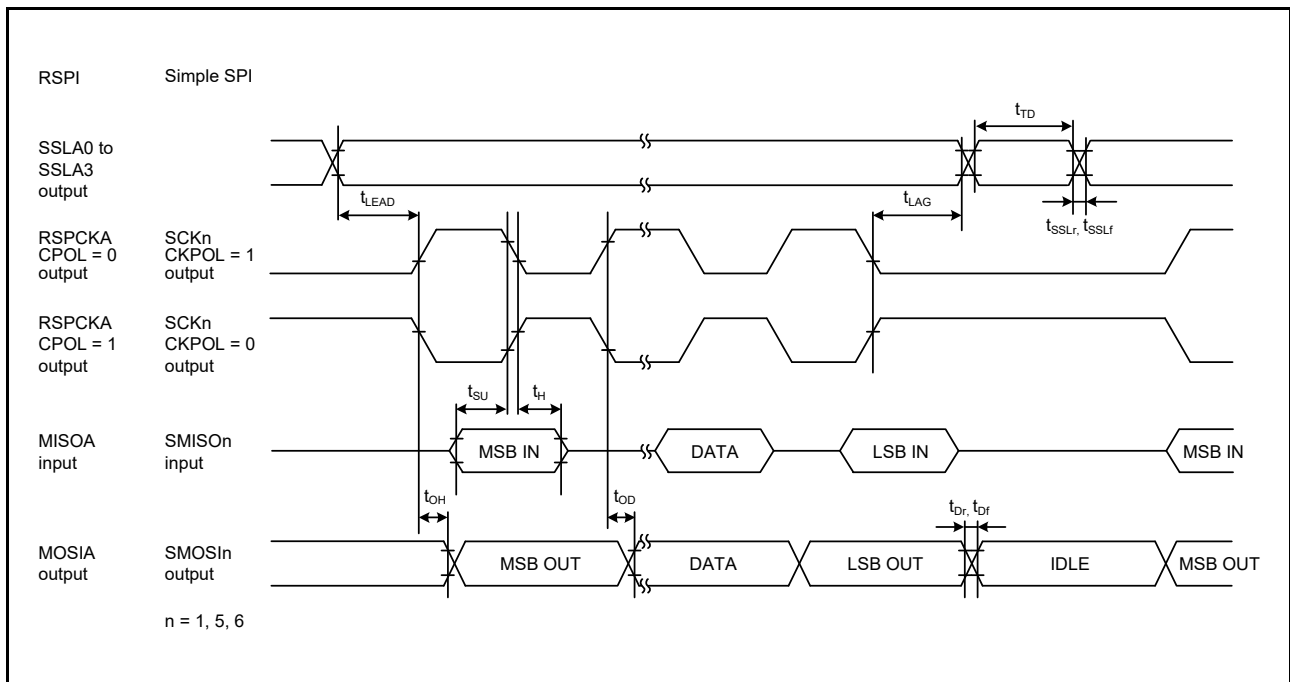 RSPI
Simple SPI
tTD
SSLA0 to
SSLA3
output
tLEAD
tLAG
tSSLr, tSSLf
RSPCKA
CPOL = 0
output
SCKn
CKPOL = 1
output
RSPCKA
CPOL = 1
output
SCKn
CKPOL = 0
output
tSU
tH
MISOA
input
SMISOn
input
MSB IN
DATA
LSB IN
MSB IN
tOH
tOD
tDr, tDf
MOSIA
output
SMOSIn
output
MSB OUT
DATA
LSB OUT
IDLE
MSB OUT
n = 1, 5, 6